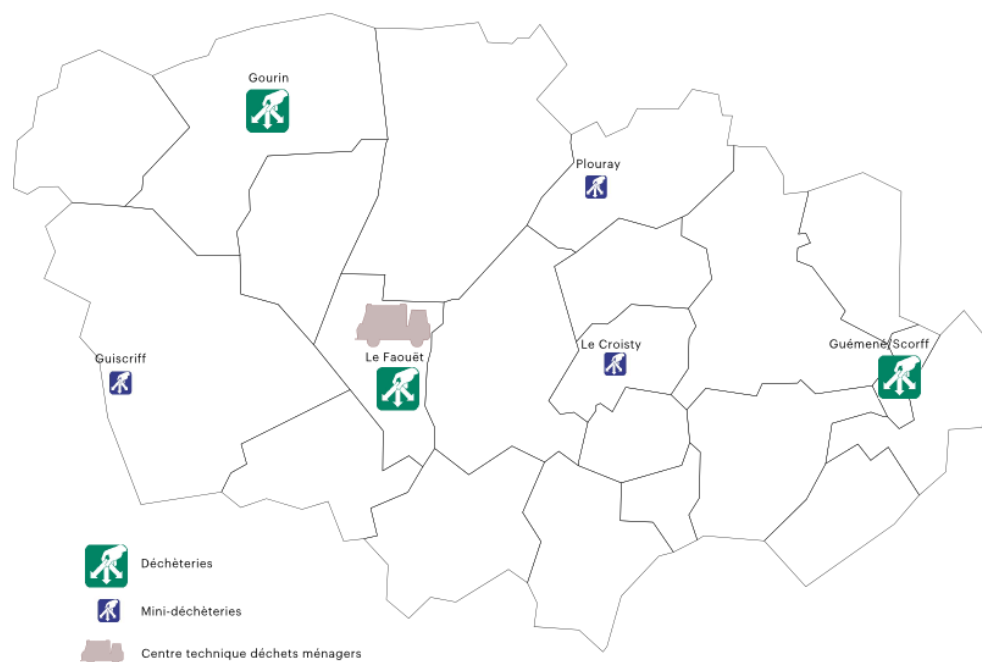 Gourin
Plouray
Guiscriff
Le Faouët
Le Croisty
Guémené/Scorff
Déchèteries
Mini-déchèteries
Centre technique déchets ménagers